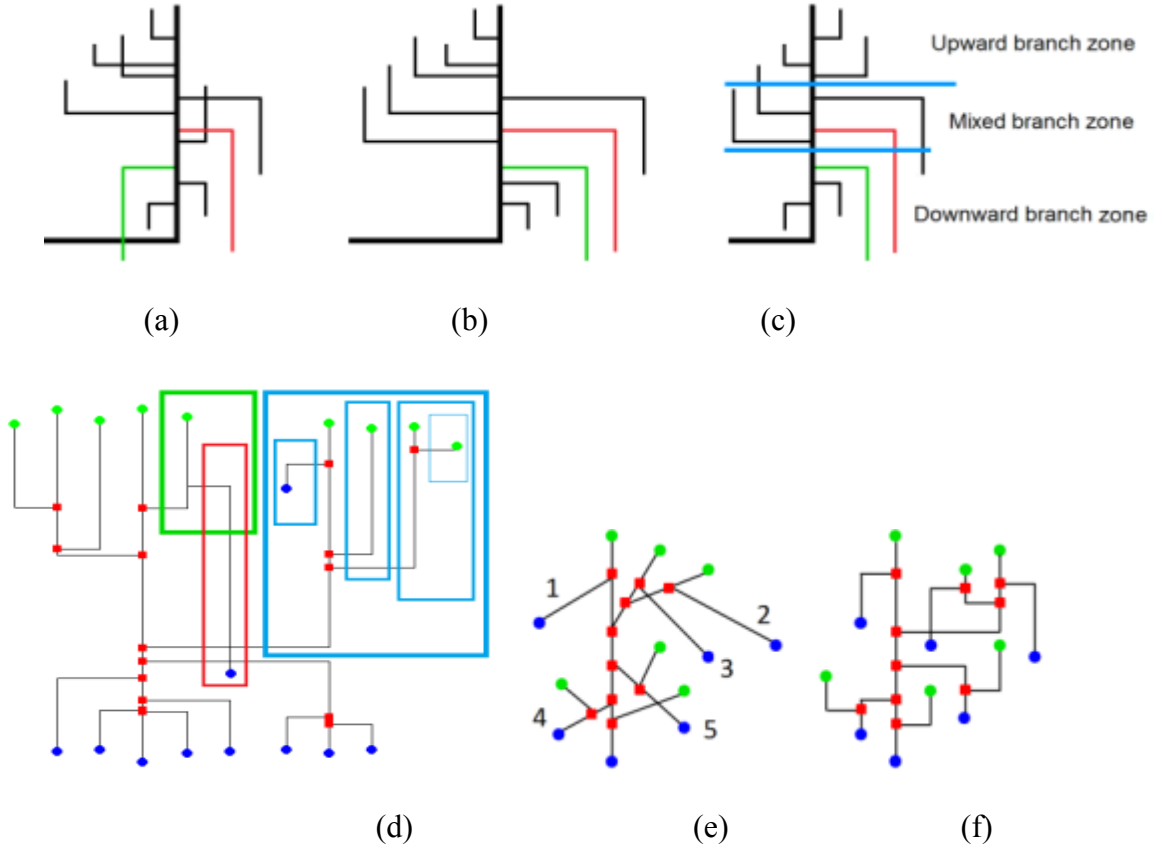 Upward branch zone
Mixed branch zone
Downward branch zone
(a) (b) (c)
1
2
3
4
5
(d) (e) (f)